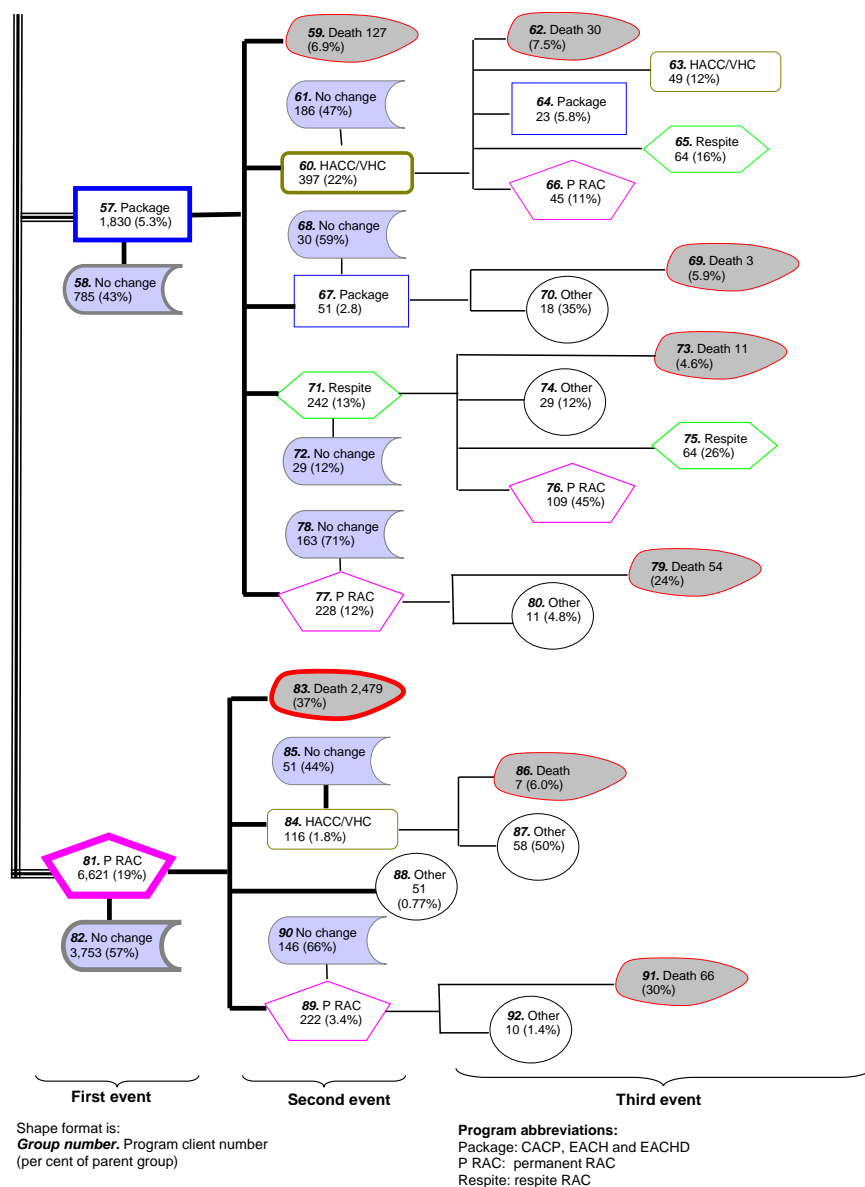 59. Death 127
(6.9%)
62. Death 30
(7.5%)
63. HACC/VHC
49 (12%)
61. No change
186 (47%)
64. Package
23 (5.8%)
65. Respite
64 (16%)
60. HACC/VHC
397 (22%)
66. P RAC
45 (11%)
57. Package
1,830 (5.3%)
58. No change
785 (43%)
68. No change
30 (59%)
67. Package
51 (2.8)
69. Death 3
(5.9%)
70. Other
18 (35%)
71. Respite
242 (13%)
72. No change
29 (12%)
73. Death 11
(4.6%)
74. Other
29 (12%)
75. Respite
64 (26%)
76. P RAC
109 (45%)
78. No change
163 (71%)
77. P RAC
228 (12%)
79. Death 54
(24%)
80. Other
11 (4.8%)
83. Death 2,479
(37%)
85. No change
51 (44%)
84. HACC/VHC
116 (1.8%)
86. Death
7 (6.0%)
87. Other
58 (50%)
81. P RAC
6,621 (19%)
82. No change
3,753 (57%)
88. Other
51
(0.77%)
90 No change
146 (66%)
89. P RAC
222 (3.4%)
91. Death 66
(30%)
92. Other
10 (1.4%)
First event
Second event
Third event
Shape format is:
Group number. Program client number
(per cent of parent group)
Program abbreviations:
Package: CACP, EACH and EACHD
P RAC: permanent RAC
Respite: respite RAC